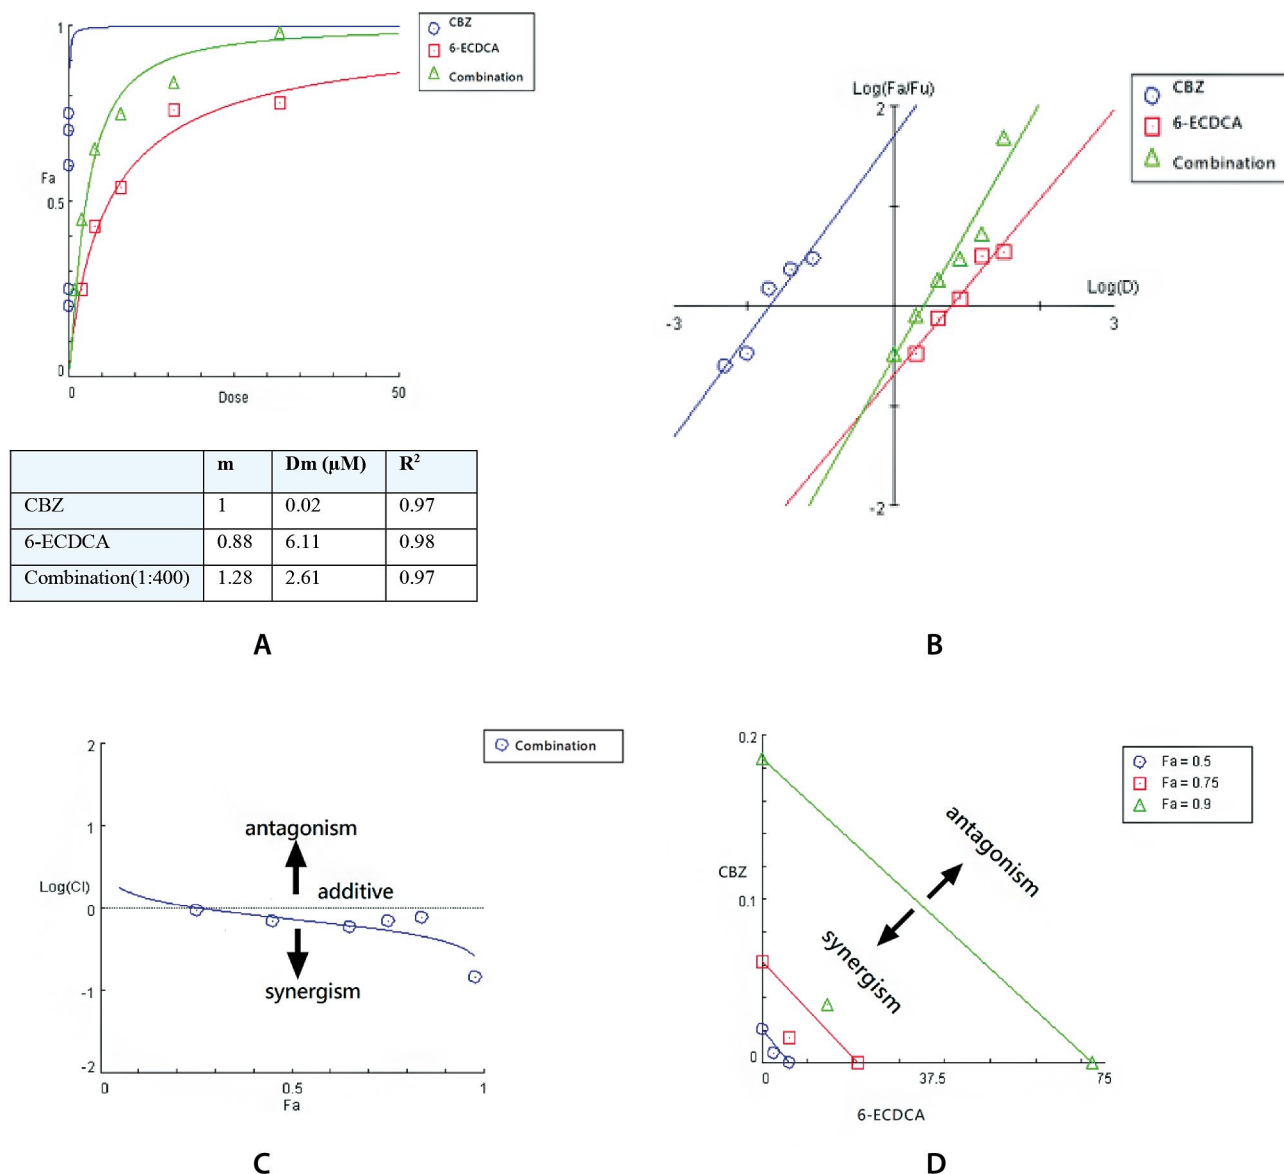 1
Fa
0.5
0
0
50
Dose
CBZ
6-ECDCA
Combination
m Dm (µM) R²
CBZ 1 0.02 0.97
6-ECDCA 0.88 6.11 0.98
Combination(1:400) 1.28 2.61 0.97
A
Log(Fa/Fu)
2
-3
Log(D)
3
-2
CBZ
6-ECDCA
Combination
B
2
1
Log(CI)
0
-1
-2
0
0.5
1
Fa
antagonism
additive
synergism
Combination
C
0.2
CBZ
0.1
0
0
37.5
75
6-ECDCA
antagonism
synergism
Fa = 0.5
Fa = 0.75
Fa = 0.9
D